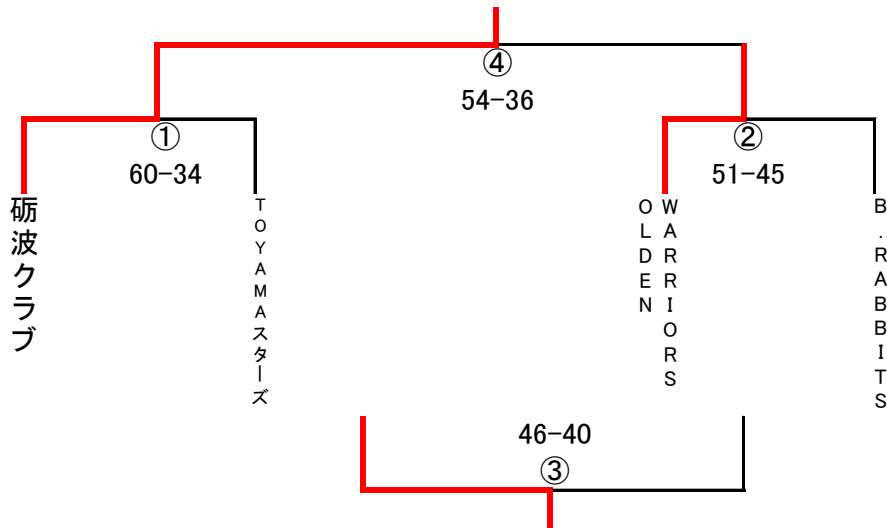 ④
54-36
①
60-34
②
51-45
砺波クラブ
TOYAMAスターズ
OLDEN
WARRIORS
B.RABBITS
46-40
③